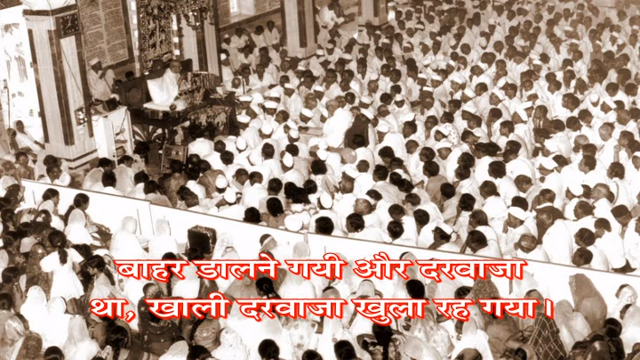 बाहर डालने गयी और दरवाजा
था, खाली दरवाजा खुला रह गया।